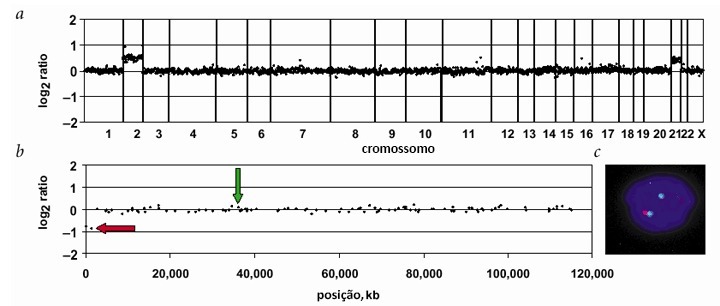 a
2
1
0
−1
−2
log2 ratio
1 2 3 4 5 6 7 8 9 10 11 12 13 14 15 16 17 18 19 20 21 22 X
cromossomo
b
2
1
0
−1
−2
log2 ratio
0 20,000 40,000 60,000 80,000 100,000 120,000
posição, kb
c